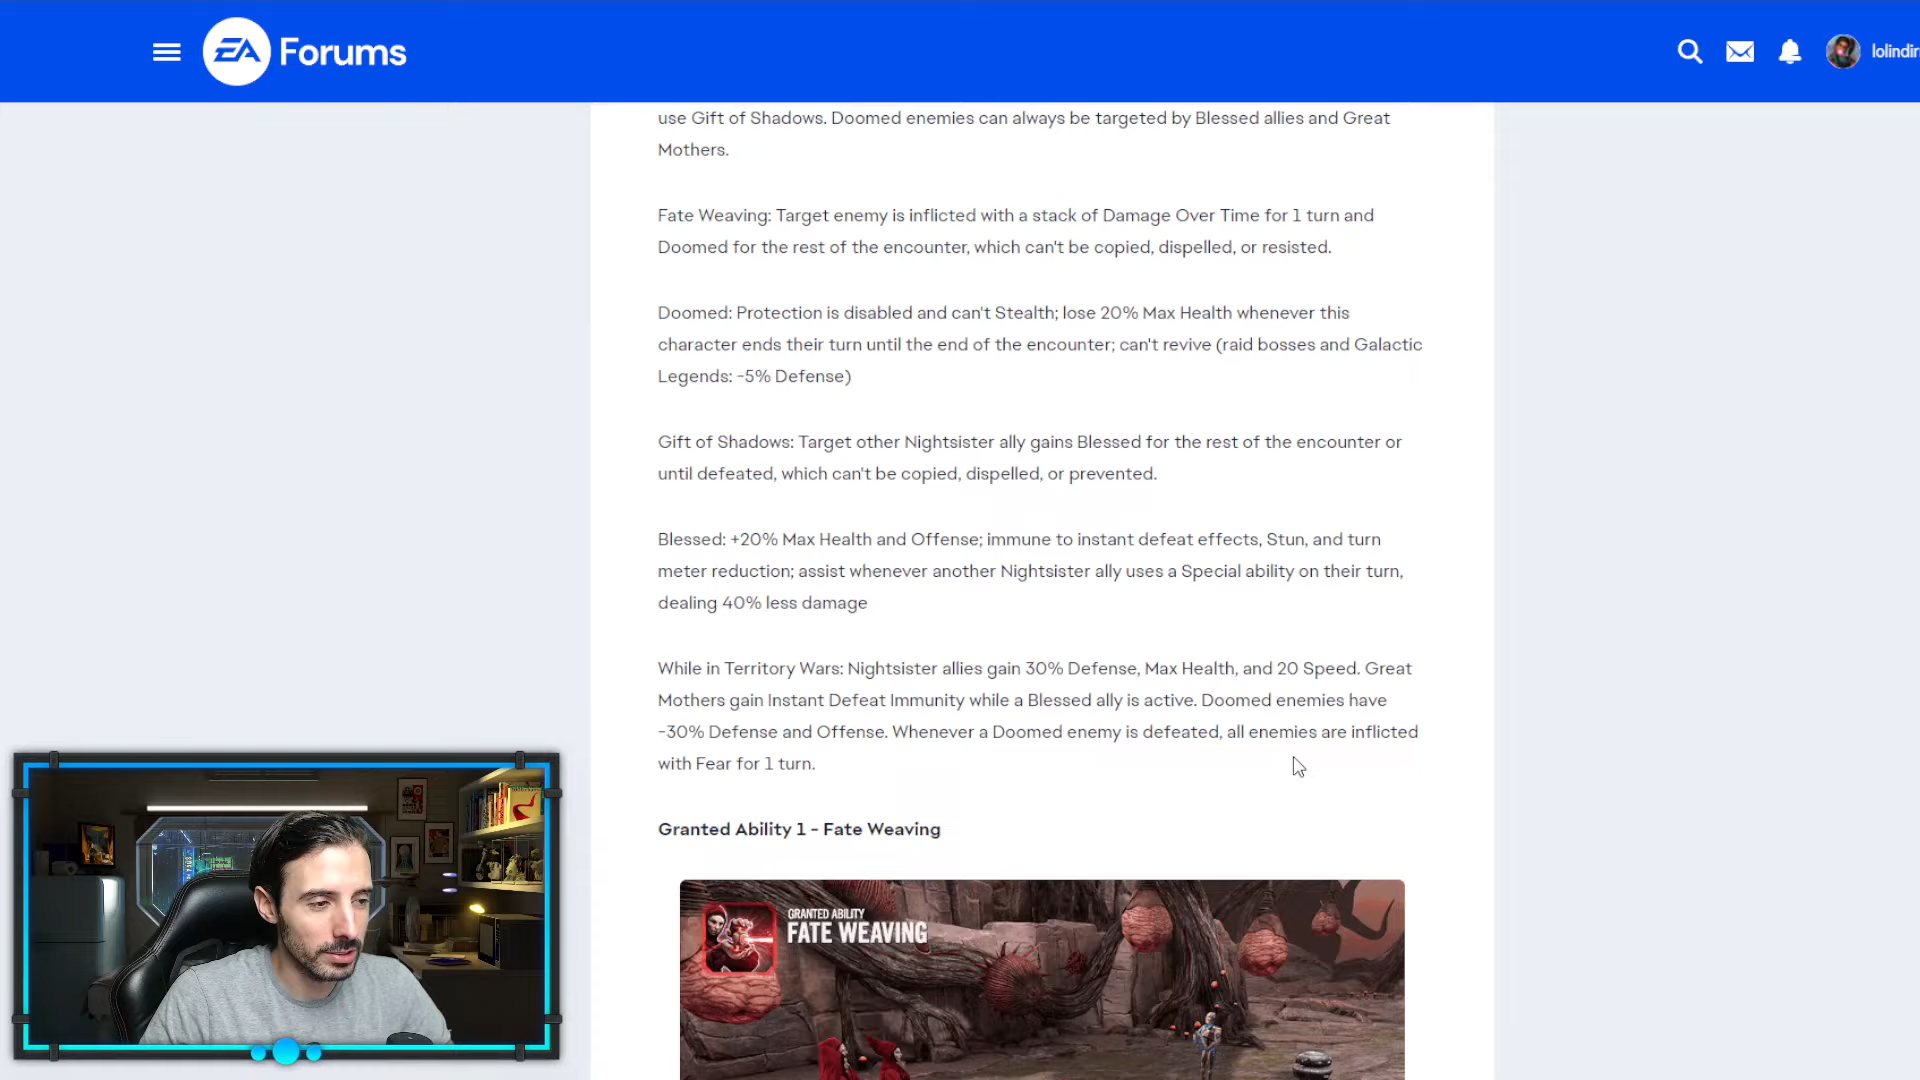 EA Forums
lolindir
use Gift of Shadows. Doomed enemies can always be targeted by Blessed allies and Great
Mothers.
Fate Weaving: Target enemy is inflicted with a stack of Damage Over Time for 1 turn and
Doomed for the rest of the encounter, which can't be copied, dispelled, or resisted.
Doomed: Protection is disabled and can't Stealth; lose 20% Max Health whenever this
character ends their turn until the end of the encounter; can't revive (raid bosses and Galactic
Legends: -5% Defense)
Gift of Shadows: Target other Nightsister ally gains Blessed for the rest of the encounter or
until defeated, which can't be copied, dispelled, or prevented.
Blessed: +20% Max Health and Offense; immune to instant defeat effects, Stun, and turn
meter reduction; assist whenever another Nightsister ally uses a Special ability on their turn,
dealing 40% less damage
While in Territory Wars: Nightsister allies gain 30% Defense, Max Health, and 20 Speed. Great
Mothers gain Instant Defeat Immunity while a Blessed ally is active. Doomed enemies have
-30% Defense and Offense. Whenever a Doomed enemy is defeated, all enemies are inflicted
with Fear for 1 turn.
Granted Ability 1 - Fate Weaving
GRANTED ABILITY
FATE WEAVING